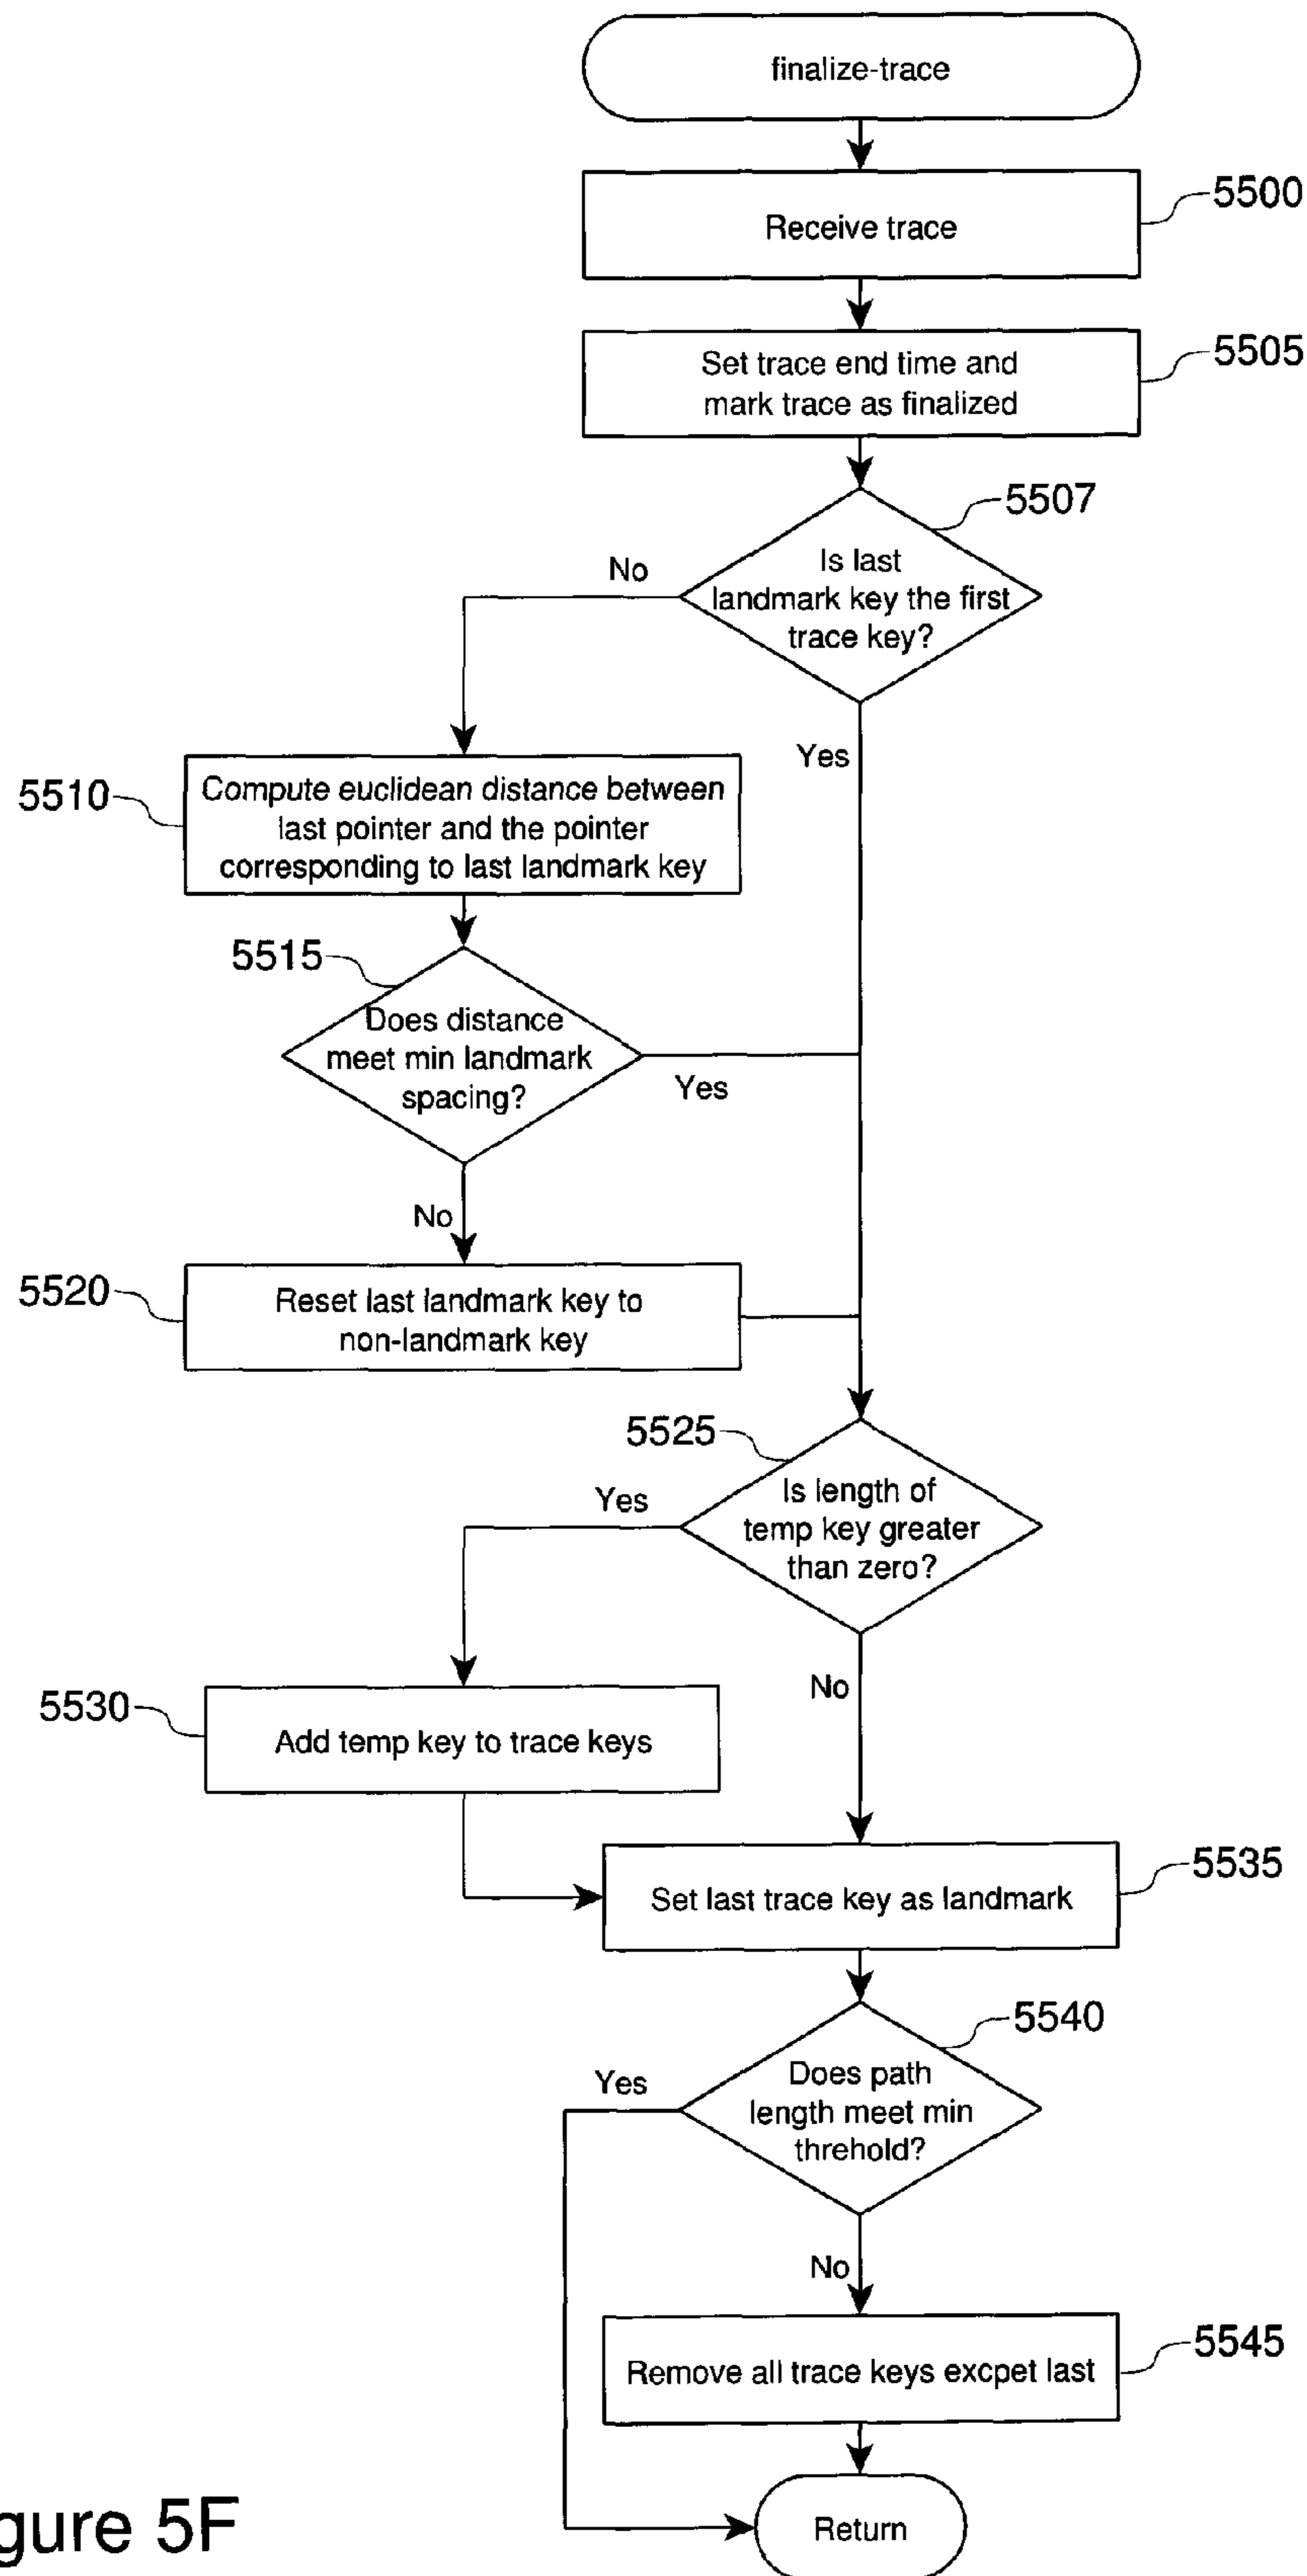 finalize-trace
Receive trace
5500
Set trace end time and
mark trace as finalized
5505
5507
Is last
landmark key the first
trace key?
No
Yes
5510
Compute euclidean distance between
last pointer and the pointer
corresponding to last landmark key
5515
Does distance
meet min landmark
spacing?
Yes
No
5520
Reset last landmark key to
non-landmark key
5525
Is length of
temp key greater
than zero?
Yes
No
5530
Add temp key to trace keys
5535
Set last trace key as landmark
5540
Does path
length meet min
threhold?
Yes
No
5545
Remove all trace keys excpet last
Return
gure 5F